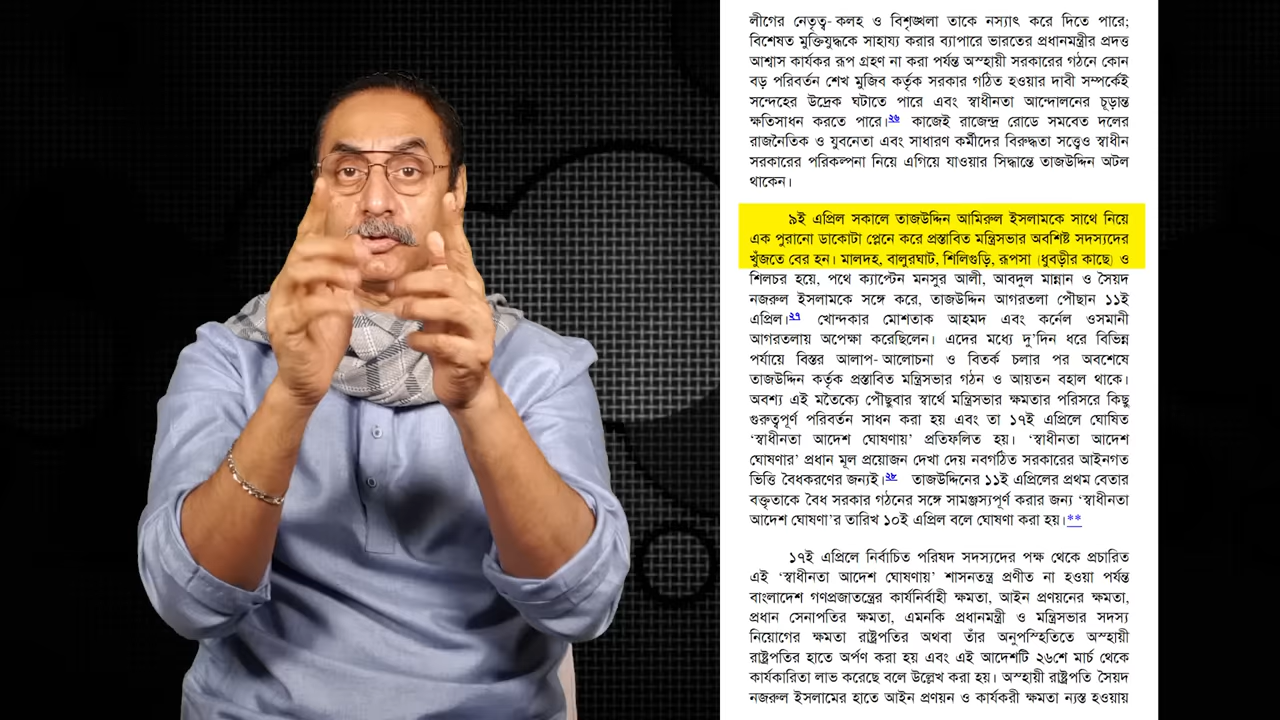 লীগের নেতৃত্ব-কলহ ও বিশৃঙ্খলা তাকে নস্যাৎ করে দিতে পারে;
বিশেষত মুক্তিযুদ্ধকে সাহায্য করার ব্যাপারে ভারতের প্রধানমন্ত্রীর প্রদত্ত
আশ্বাস কার্যকর রূপ গ্রহণ না করা পর্যন্ত অস্থায়ী সরকারের গঠনে কোন
বড় পরিবর্তন শেখ মুজিব কর্তৃক সরকার গঠিত হওয়ার দাবী সম্পর্কেই
সন্দেহের উদ্রেক ঘটাতে পারে এবং স্বাধীনতা আন্দোলনের চূড়ান্ত
ক্ষতিসাধন করতে পারে।২৬ কাজেই রাজেন্দ্র রোডে সমবেত দলের
রাজনৈতিক ও যুবনেতা এবং সাধারণ কর্মীদের বিরুদ্ধতা সত্ত্বেও স্বাধীন
সরকারের পরিকল্পনা নিয়ে এগিয়ে যাওয়ার সিদ্ধান্তে তাজউদ্দিন অটল
থাকেন।
৯ই এপ্রিল সকালে তাজউদ্দিন আমিরুল ইসলামকে সাথে নিয়ে
এক পুরানো ডাকোটা প্লেনে করে প্রস্তাবিত মন্ত্রিসভার অবশিষ্ট সদস্যদের
খুঁজতে বের হন। মালদহ, বালুরঘাট, শিলিগুড়ি, রূপসা (ধুবড়ীর কাছে) ও
শিলচর হয়ে, পথে ক্যাপ্টেন মনসুর আলী, আবদুল মান্নান ও সৈয়দ
নজরুল ইসলামকে সঙ্গে করে, তাজউদ্দিন আগরতলা পৌছান ১১ই
এপ্রিল।২৭ খোন্দকার মোশতাক আহমদ এবং কর্নেল ওসমানী
আগরতলায় অপেক্ষা করেছিলেন। এদের মধ্যে দু'দিন ধরে বিভিন্ন
পর্যায়ে বিস্তর আলাপ-আলোচনা ও বিতর্ক চলার পর অবশেষে
তাজউদ্দিন কর্তৃক প্রস্তাবিত মন্ত্রিসভার গঠন ও আয়তন বহাল থাকে।
অবশ্য এই মতৈক্যে পৌছুবার স্বার্থে মন্ত্রিসভার ক্ষমতার পরিসরে কিছু
গুরুত্বপূর্ণ পরিবর্তন সাধন করা হয় এবং তা ১৭ই এপ্রিলে ঘোষিত
‘স্বাধীনতা আদেশ ঘোষণায়’ প্রতিফলিত হয়। ‘স্বাধীনতা আদেশ
ঘোষণার’ প্রধান মূল প্রয়োজন দেখা দেয় নবগঠিত সরকারের আইনগত
ভিত্তি বৈধকরণের জন্যই।২৮ তাজউদ্দিনের ১১ই এপ্রিলের প্রথম বেতার
বক্তৃতাকে বৈধ সরকার গঠনের সঙ্গে সামঞ্জস্যপূর্ণ করার জন্য ‘স্বাধীনতা
আদেশ ঘোষণা’র তারিখ ১০ই এপ্রিল বলে ঘোষণা করা হয়।**
১৭ই এপ্রিলে নির্বাচিত পরিষদ সদস্যদের পক্ষ থেকে প্রচারিত
এই ‘স্বাধীনতা আদেশ ঘোষণায়’ শাসনতন্ত্র প্রণীত না হওয়া পর্যন্ত
বাংলাদেশ গণপ্রজাতন্ত্রের কার্যনির্বাহী ক্ষমতা, আইন প্রণয়নের ক্ষমতা,
প্রধান সেনাপতির ক্ষমতা, এমনকি প্রধানমন্ত্রী ও মন্ত্রিসভার সদস্য
নিয়োগের ক্ষমতা রাষ্ট্রপতির অথবা তাঁর অনুপস্থিতিতে অস্থায়ী
রাষ্ট্রপতির হাতে অর্পণ করা হয় এবং এই আদেশটি ২৬শে মার্চ থেকে
কার্যকারিতা লাভ করেছে বলে উল্লেখ করা হয়। অস্থায়ী রাষ্ট্রপতি সৈয়দ
নজরুল ইসলামের হাতে আইন প্রণয়ন ও কার্যকরী ক্ষমতা ন্যস্ত হওয়ায়